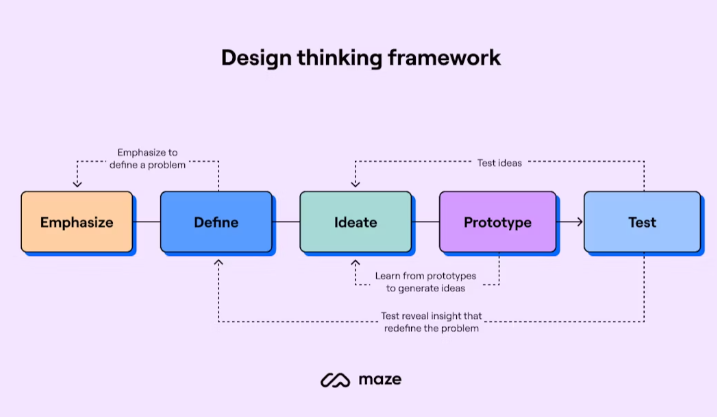 Design thinking framework
Emphasize to
define a problem
Test ideas
Emphasize
Define
Ideate
Prototype
Test
Learn from prototypes
to generate ideas
Test reveal insight that
redefine the problem
maze